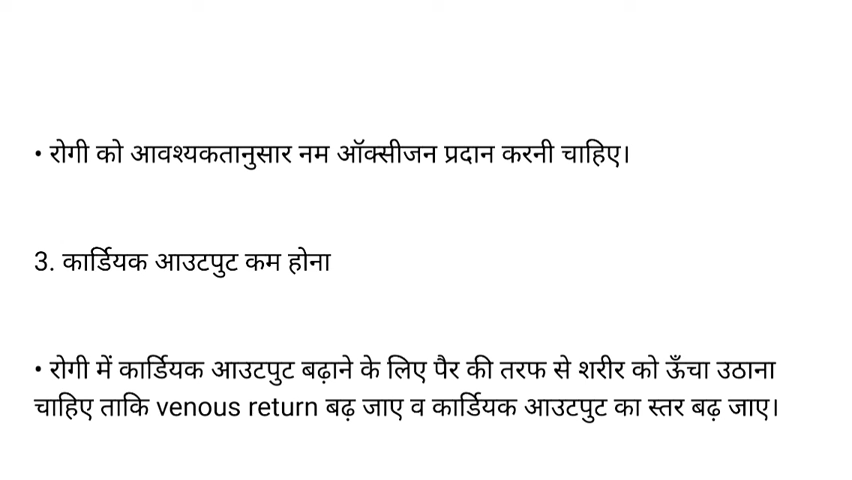 • रोगी को आवश्यकतानुसार नम ऑक्सीजन प्रदान करनी चाहिए।
3. कार्डियक आउटपुट कम होना
• रोगी में कार्डियक आउटपुट बढ़ाने के लिए पैर की तरफ से शरीर को ऊँचा उठाना
चाहिए ताकि venous return बढ़ जाए व कार्डियक आउटपुट का स्तर बढ़ जाए।